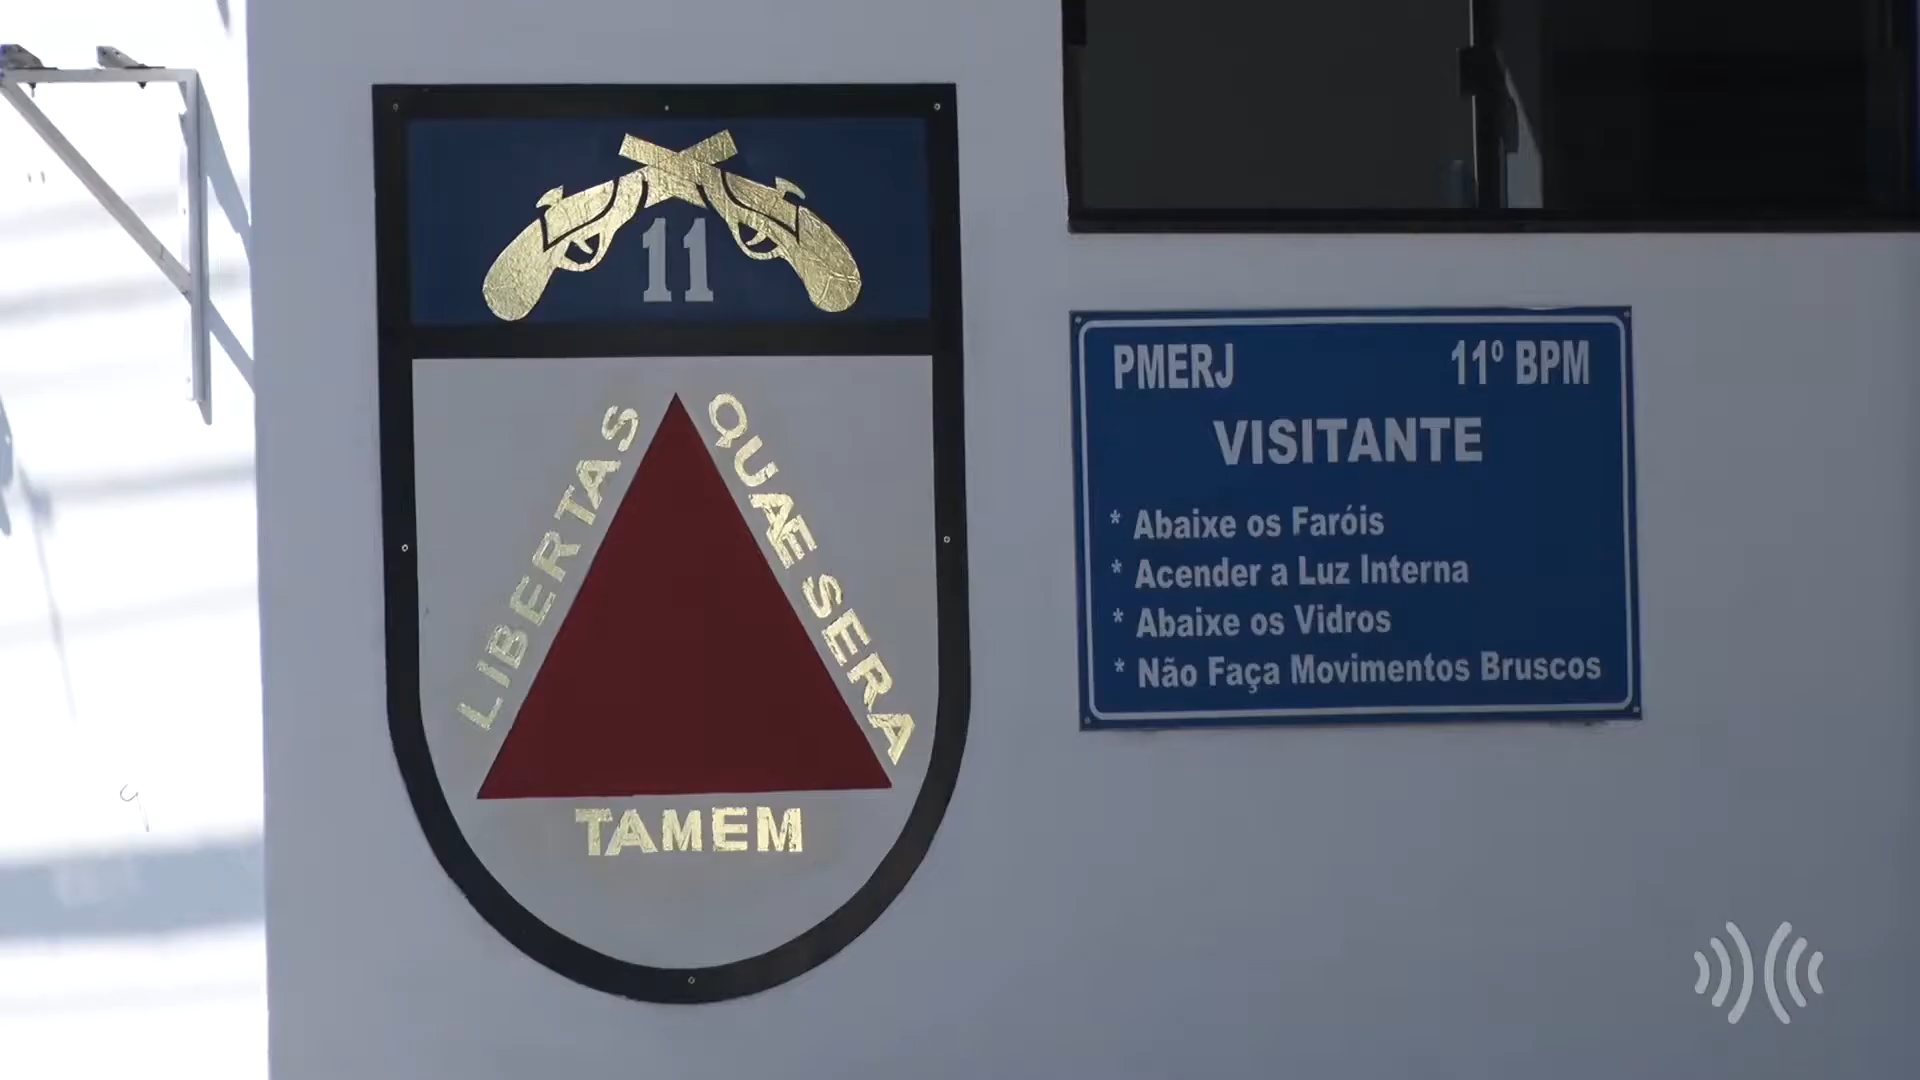 11
LIBERTAS
QUAE SERA
TAMEM
PMERJ 11º BPM
VISITANTE
* Abaixe os Faróis
* Acender a Luz Interna
* Abaixe os Vidros
* Não Faça Movimentos Bruscos